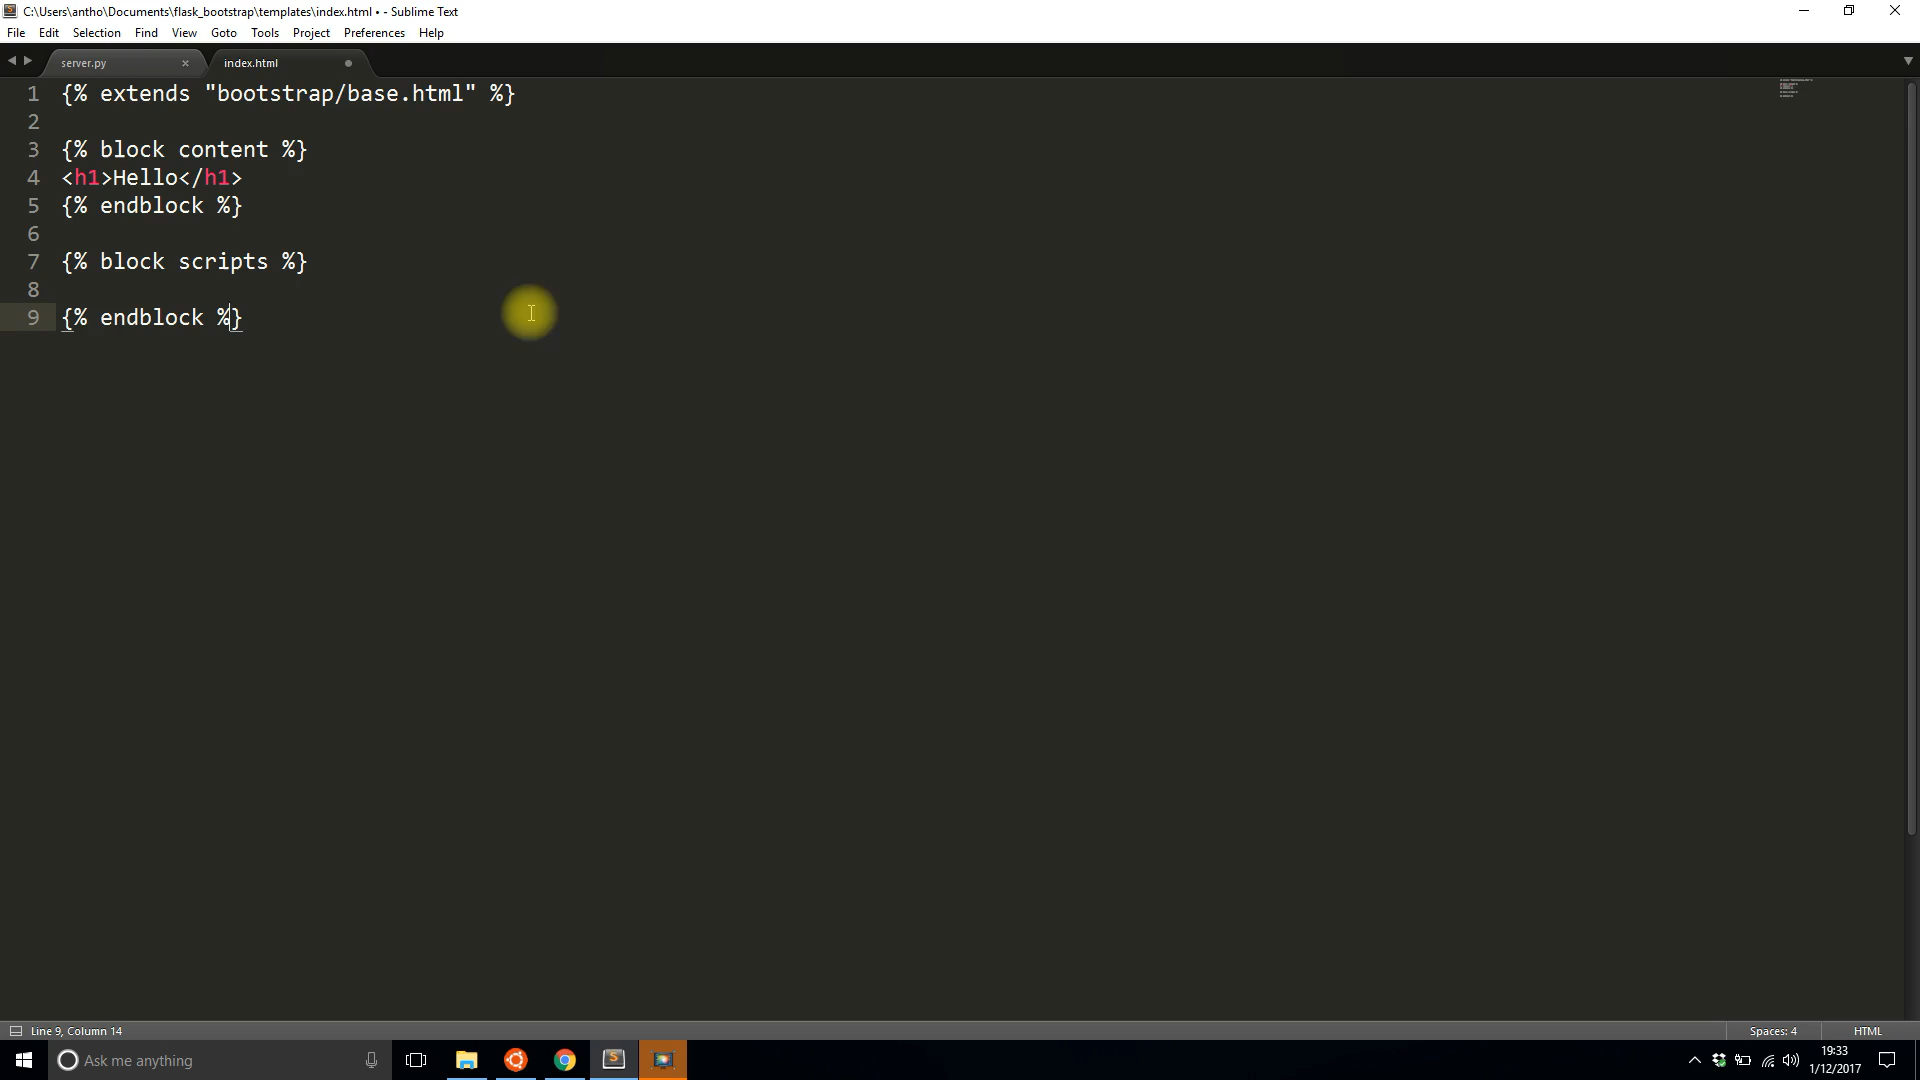 C:\Users\antho\Documents\flask_bootstrap\templates\index.html • - Sublime Text
File Edit Selection Find View Goto Tools Project Preferences Help
server.py × index.html
1 {% extends "bootstrap/base.html" %}
2
3 {% block content %}
4 <h1>Hello</h1>
5 {% endblock %}
6
7 {% block scripts %}
8
9 {% endblock %}
Line 9, Column 14 Spaces: 4 HTML
Ask me anything
19:33
1/12/2017